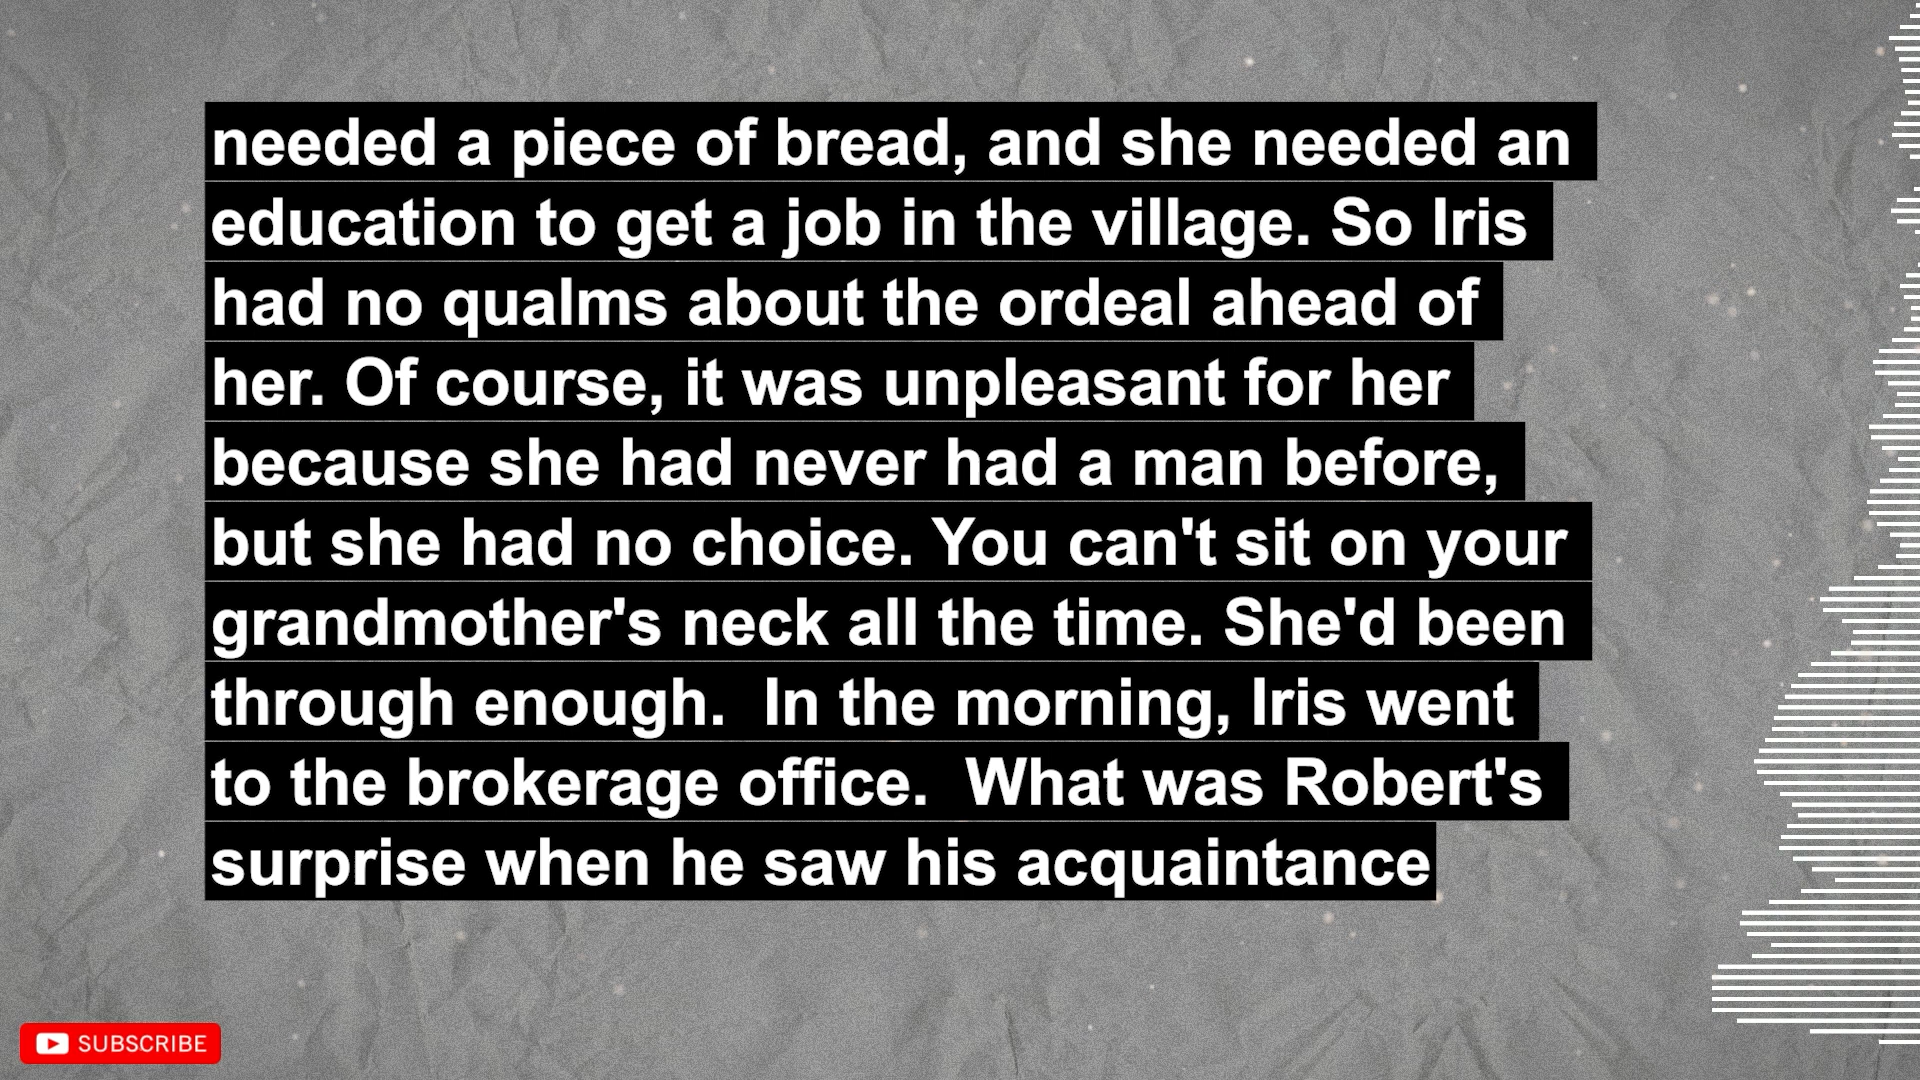 needed a piece of bread, and she needed an
education to get a job in the village. So Iris
had no qualms about the ordeal ahead of
her. Of course, it was unpleasant for her
because she had never had a man before,
but she had no choice. You can't sit on your
grandmother's neck all the time. She'd been
through enough.  In the morning, Iris went
to the brokerage office.  What was Robert's
surprise when he saw his acquaintance
SUBSCRIBE